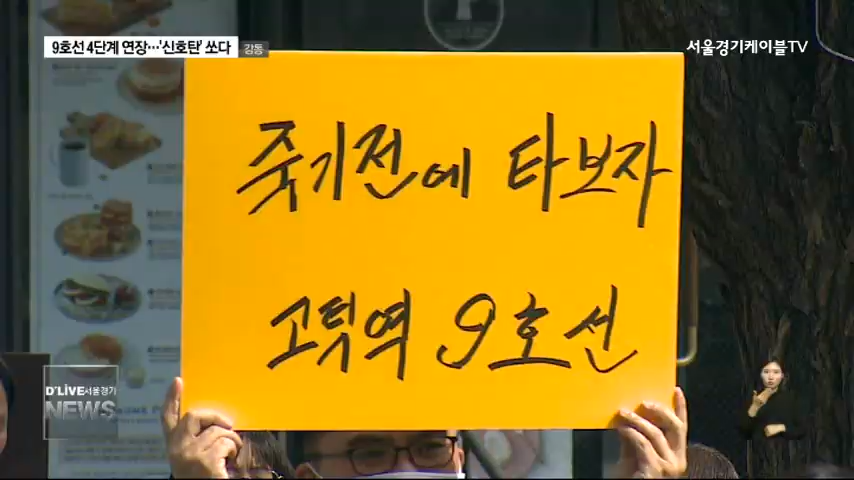 9호선 4단계 연장…'신호탄' 쏘다
강동
서울경기케이블TV
죽기전에 타보자
고덕역 9호선
D'LIVE서울경기
NEWS